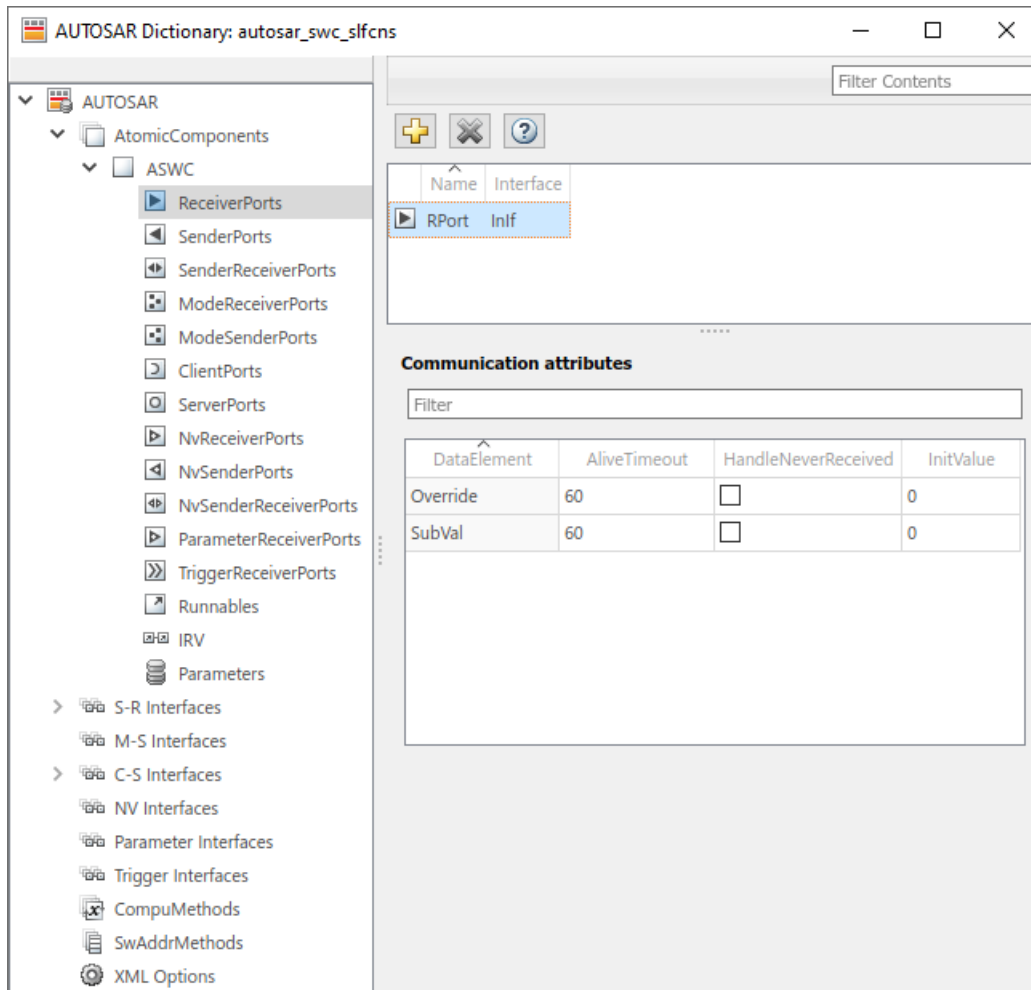 AUTOSAR Dictionary: autosar_swc_slfcns
Filter Contents
AUTOSAR
AtomicComponents
ASWC
ReceiverPorts
SenderPorts
SenderReceiverPorts
ModeReceiverPorts
ModeSenderPorts
ClientPorts
ServerPorts
NvReceiverPorts
NvSenderPorts
NvSenderReceiverPorts
ParameterReceiverPorts
TriggerReceiverPorts
Runnables
IRV
Parameters
S-R Interfaces
M-S Interfaces
C-S Interfaces
NV Interfaces
Parameter Interfaces
Trigger Interfaces
CompuMethods
SwAddrMethods
XML Options
Name Interface
RPort InIf
Communication attributes
Filter
DataElement AliveTimeout HandleNeverReceived InitValue
Override 60 0
SubVal 60 0